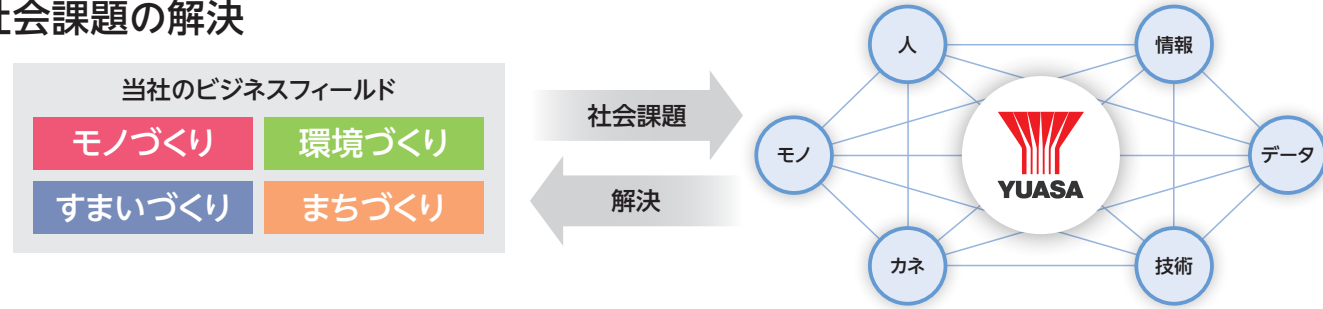 社会課題の解決
当社のビジネスフィールド
モノづくり
環境づくり
すまいづくり
まちづくり
社会課題
解決
人
情報
モノ
YUASA
データ
カネ
技術